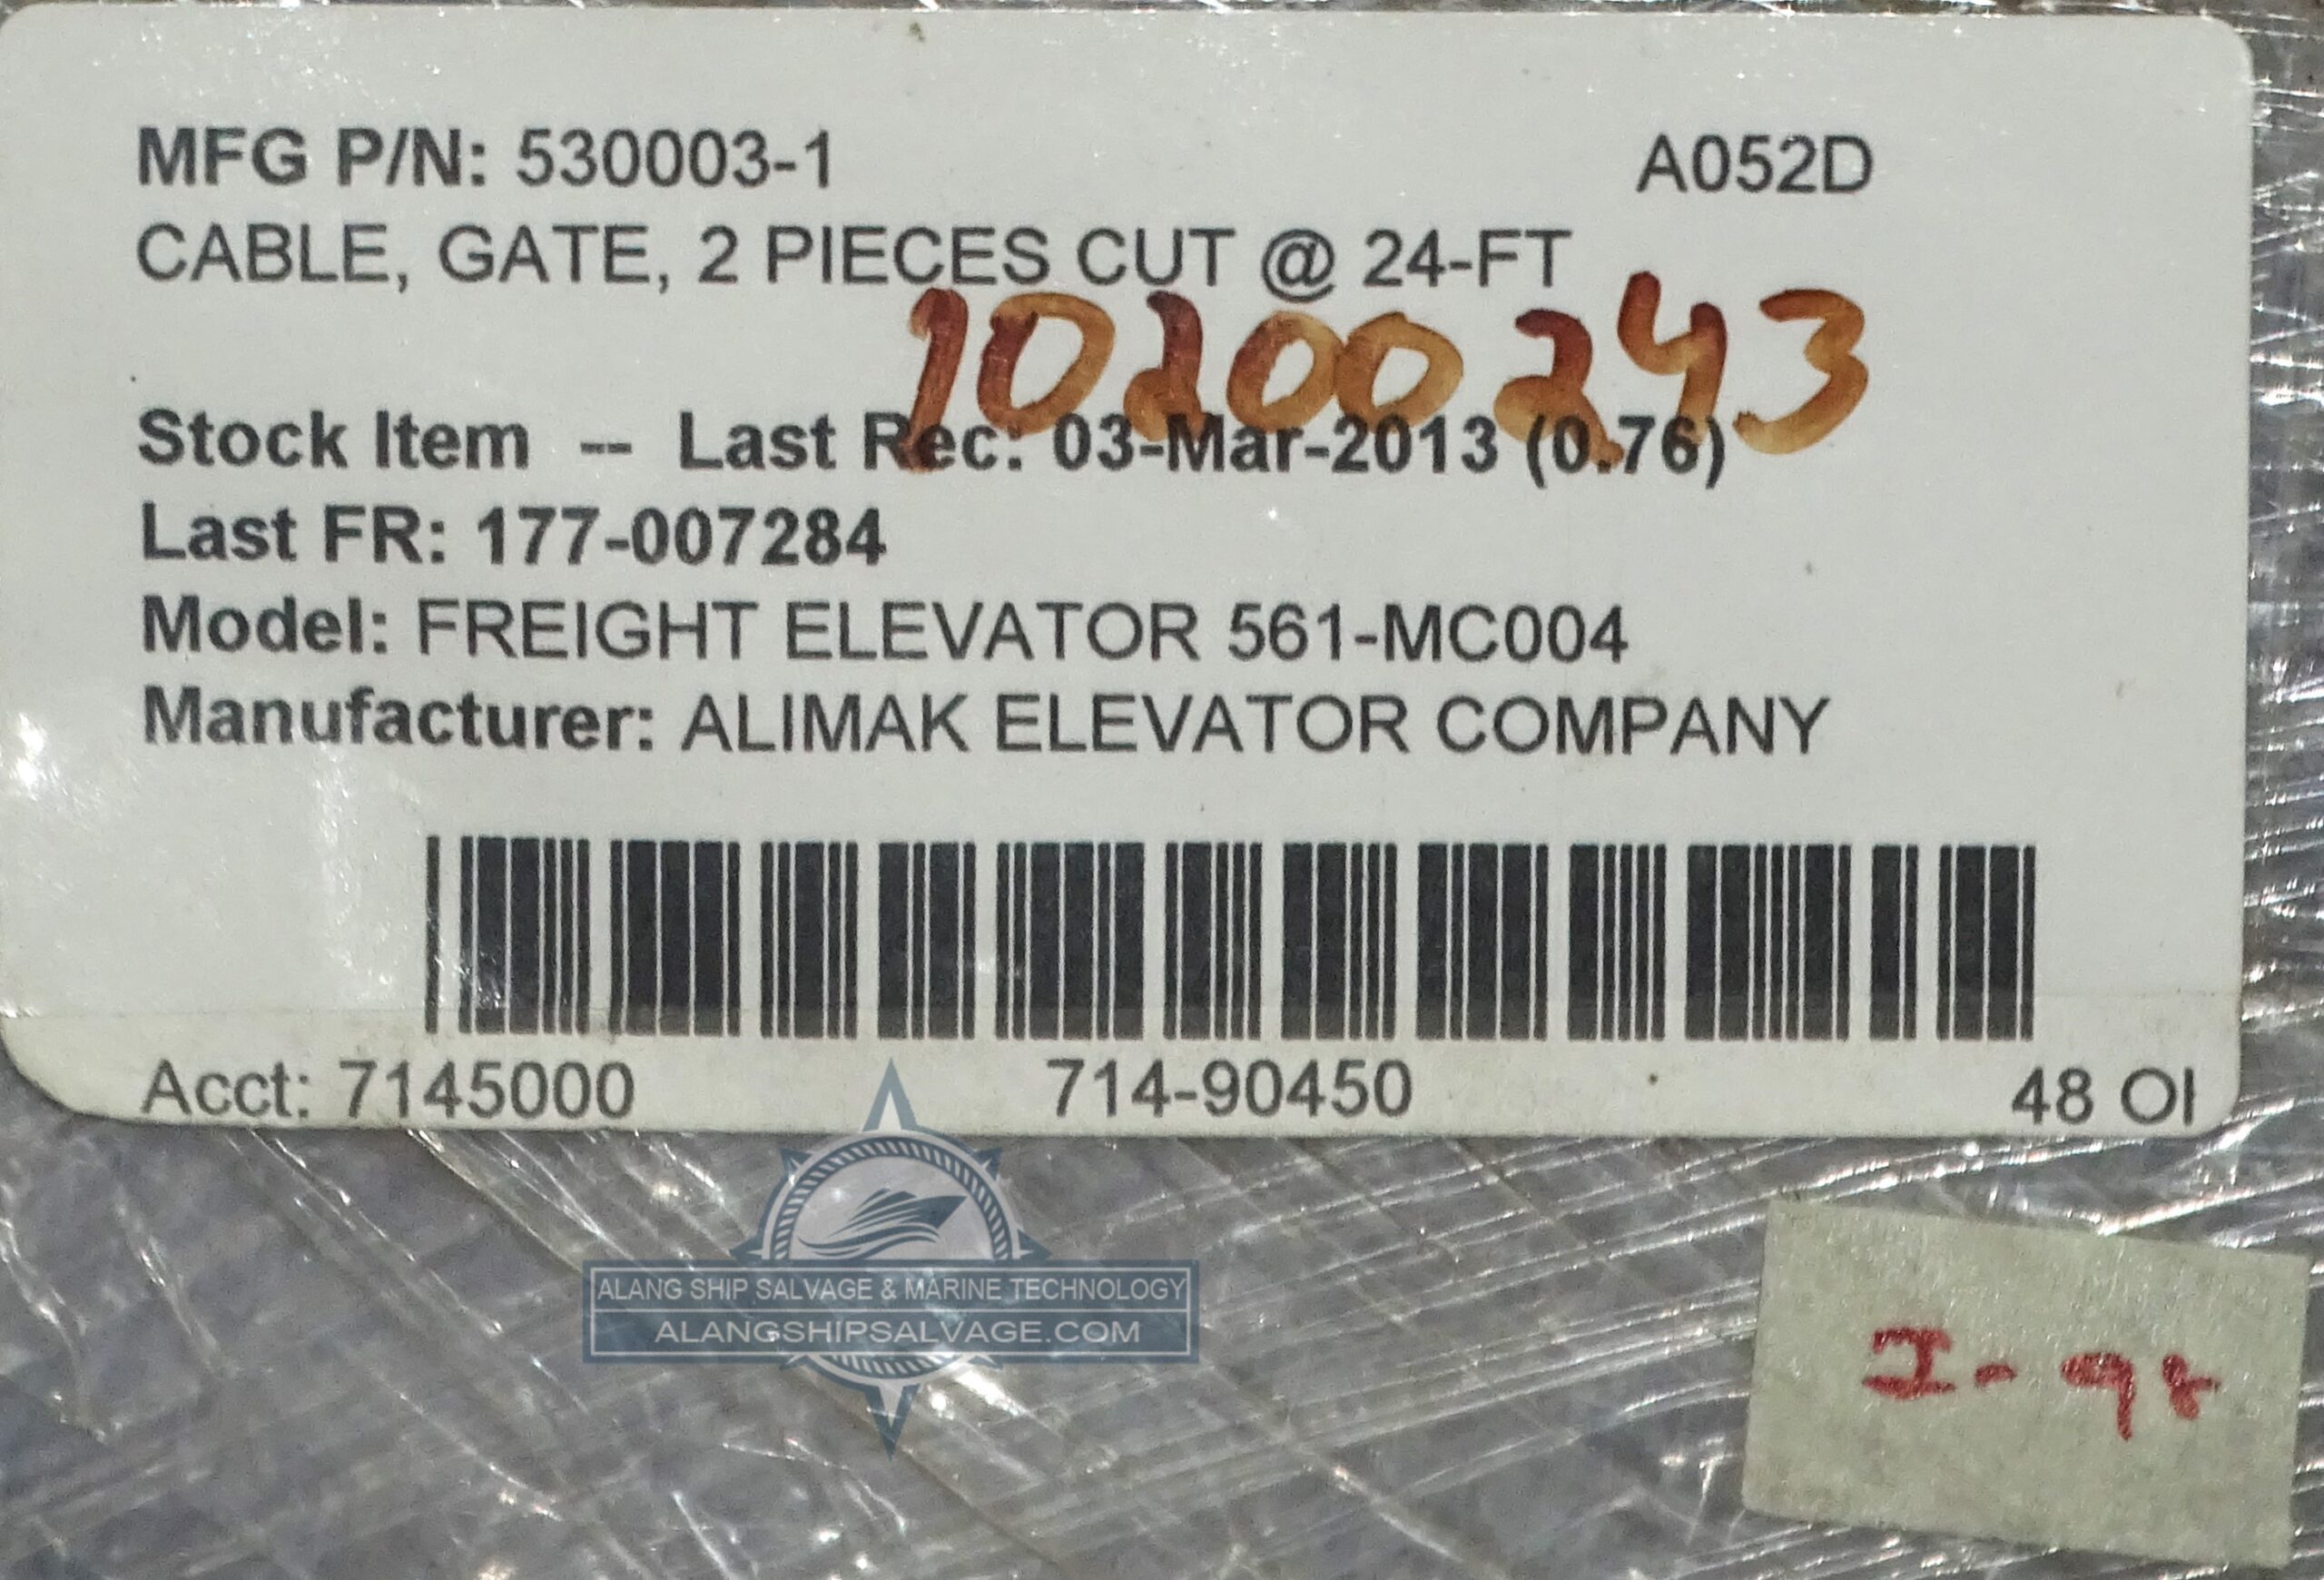 MFG P/N: 530003-1 A052D
CABLE, GATE, 2 PIECES CUT @ 24-FT
10200243
Stock Item -- Last Rec: 03-Mar-2013 (0.76)
Last FR: 177-007284
Model: FREIGHT ELEVATOR 561-MC004
Manufacturer: ALIMAK ELEVATOR COMPANY
Acct: 7145000 714-90450 48 OI
ALANG SHIP SALVAGE & MARINE TECHNOLOGY
ALANGSHIPSALVAGE.COM
I-98